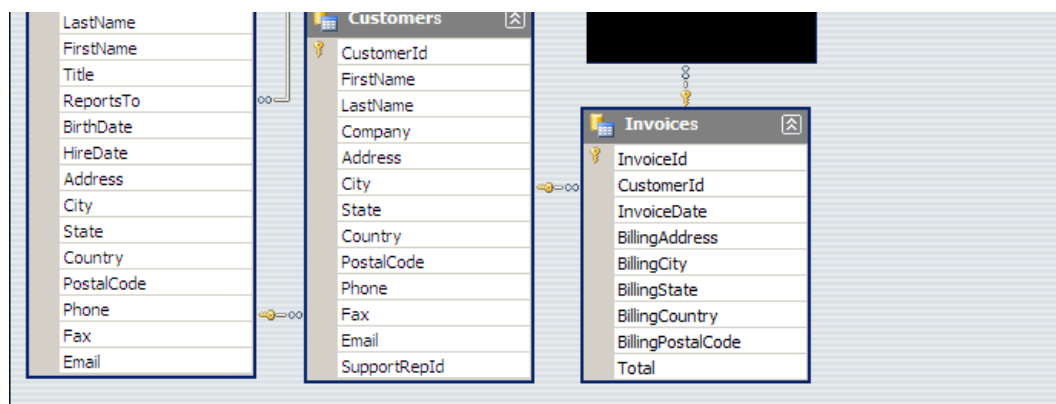 LastName
FirstName
Title
ReportsTo
BirthDate
HireDate
Address
City
State
Country
PostalCode
Phone
Fax
Email
Customers
CustomerId
FirstName
LastName
Company
Address
City
State
Country
PostalCode
Phone
Fax
Email
SupportRepId
Invoices
InvoiceId
CustomerId
InvoiceDate
BillingAddress
BillingCity
BillingState
BillingCountry
BillingPostalCode
Total